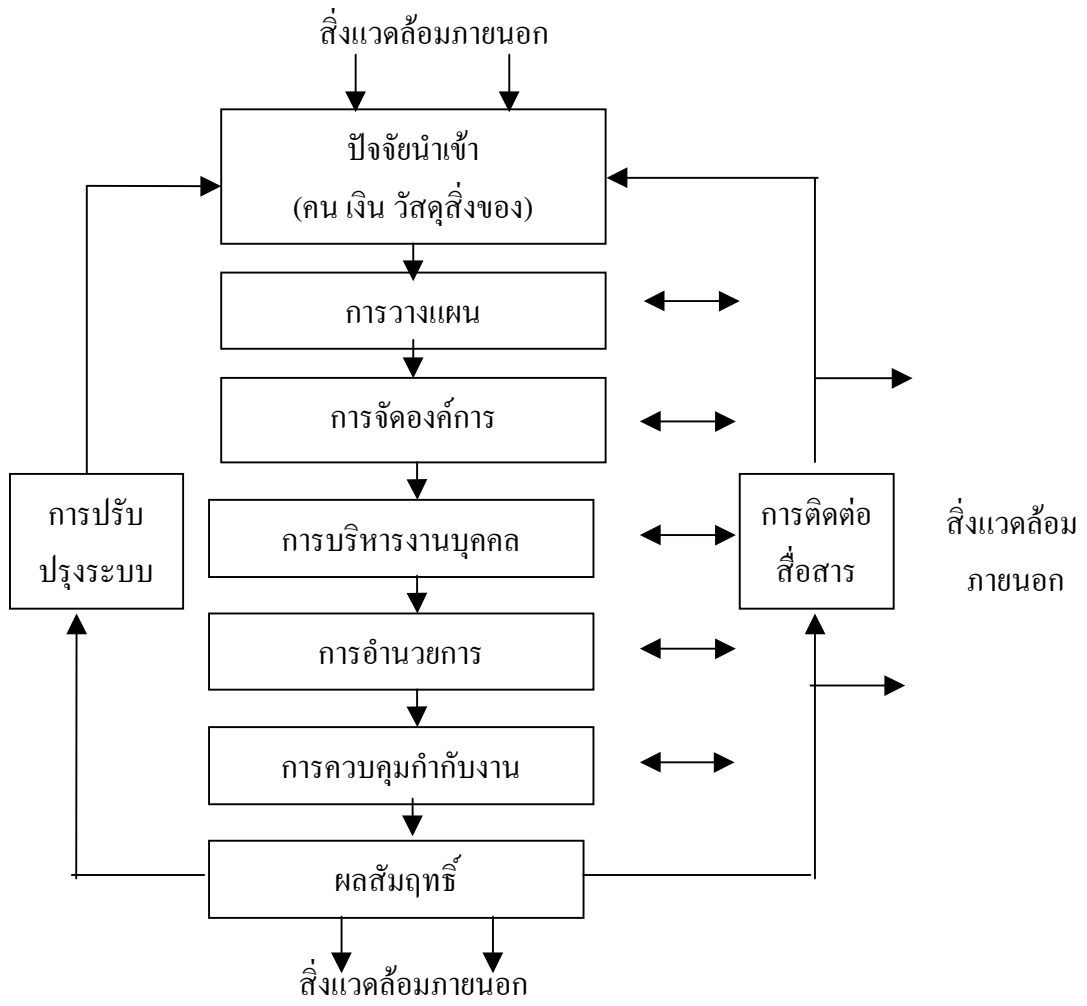 สิ่งแวดล้อมภายนอก
ปัจจัยนำเข้า
(คน เงิน วัสดุสิ่งของ)
การวางแผน
การจัดองค์การ
การปรับ
ปรุงระบบ
การบริหารงานบุคคล
การติดต่อ
สื่อสาร
สิ่งแวดล้อม
ภายนอก
การอำนวยการ
การควบคุมกำกับงาน
ผลสัมฤทธิ์
สิ่งแวดล้อมภายนอก